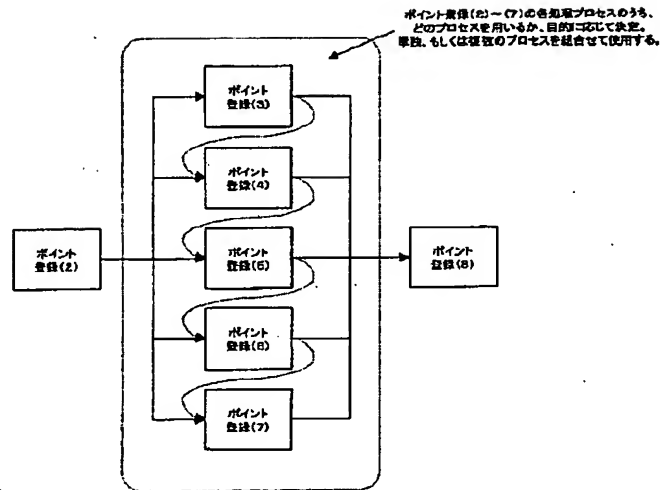 ポイント登録(2)～(7)の各処理プロセスのうち、
どのプロセスを用いるか、目的に応じて決定。
単独、もしくは複数のプロセスを組合せて使用する。
ポイント
登録(3)
ポイント
登録(4)
ポイント
登録(2)
ポイント
登録(5)
ポイント
登録(8)
ポイント
登録(6)
ポイント
登録(7)